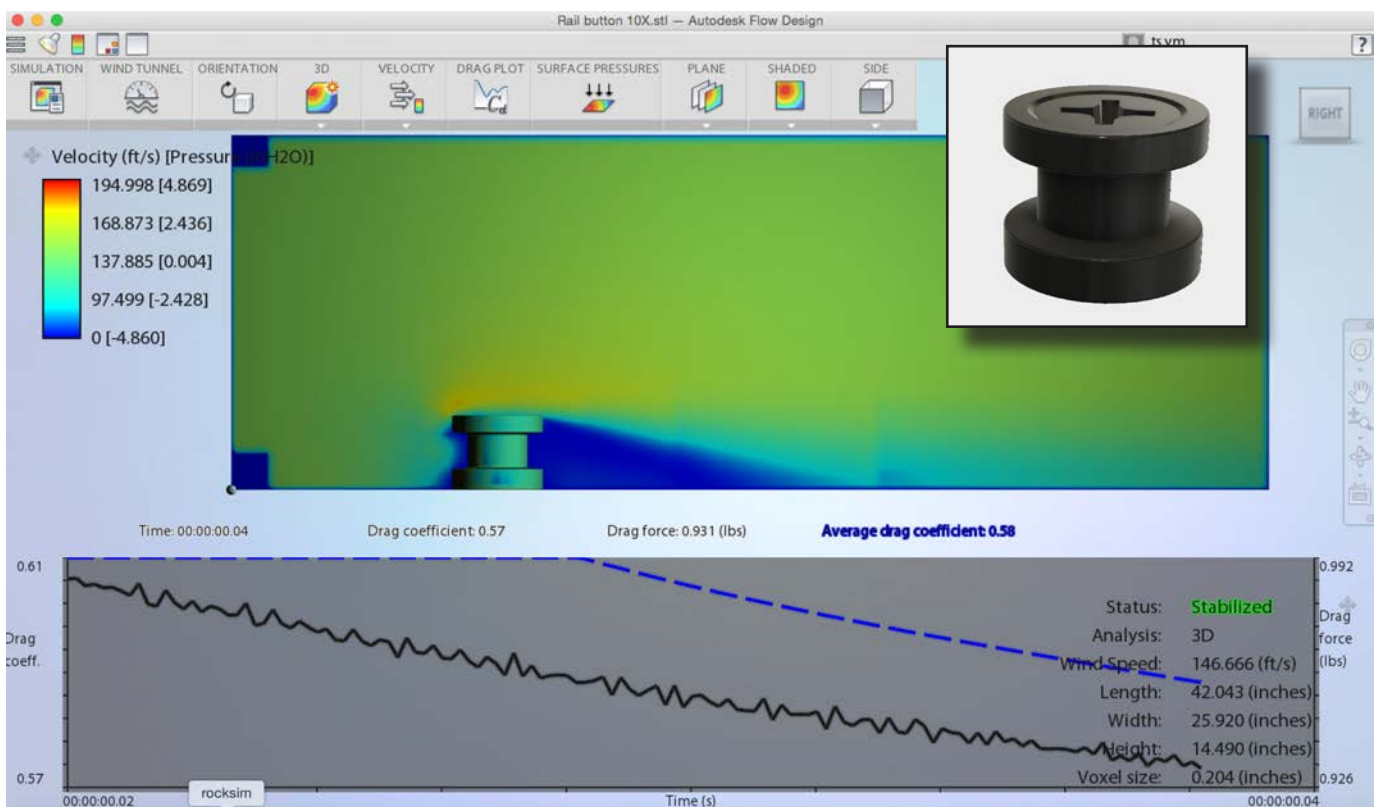 Rail button 10X.stl — Autodesk Flow Design
ts.vm
?
SIMULATION WIND TUNNEL ORIENTATION 3D VELOCITY DRAG PLOT SURFACE PRESSURES PLANE SHADED SIDE
Cd
RIGHT
Velocity (ft/s) [Pressure H2O)]
194.998 [4.869]
168.873 [2.436]
137.885 [0.004]
97.499 [-2.428]
0 [-4.860]
Time: 00:00:00.04 Drag coefficient: 0.57 Drag force: 0.931 (lbs) Average drag coefficient: 0.58
0.61
Drag
coeff.
0.57
0.992
Drag
force
(lbs)
0.926
Status: Stabilized
Analysis: 3D
Wind Speed: 146.666 (ft/s)
Length: 42.043 (inches)
Width: 25.920 (inches)
Height: 14.490 (inches)
Voxel size: 0.204 (inches)
00:00:00.02 Time (s) 00:00:00.04
rocksim